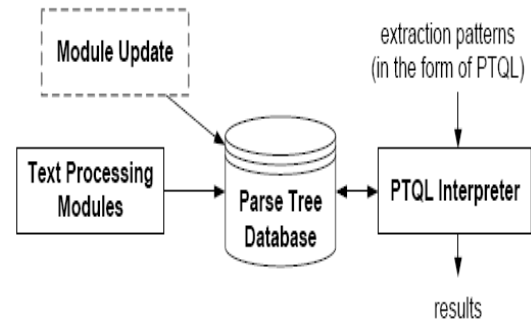 Module Update
extraction patterns
(in the form of PTQL)
Text Processing
Modules
Parse Tree
Database
PTQL Interpreter
results